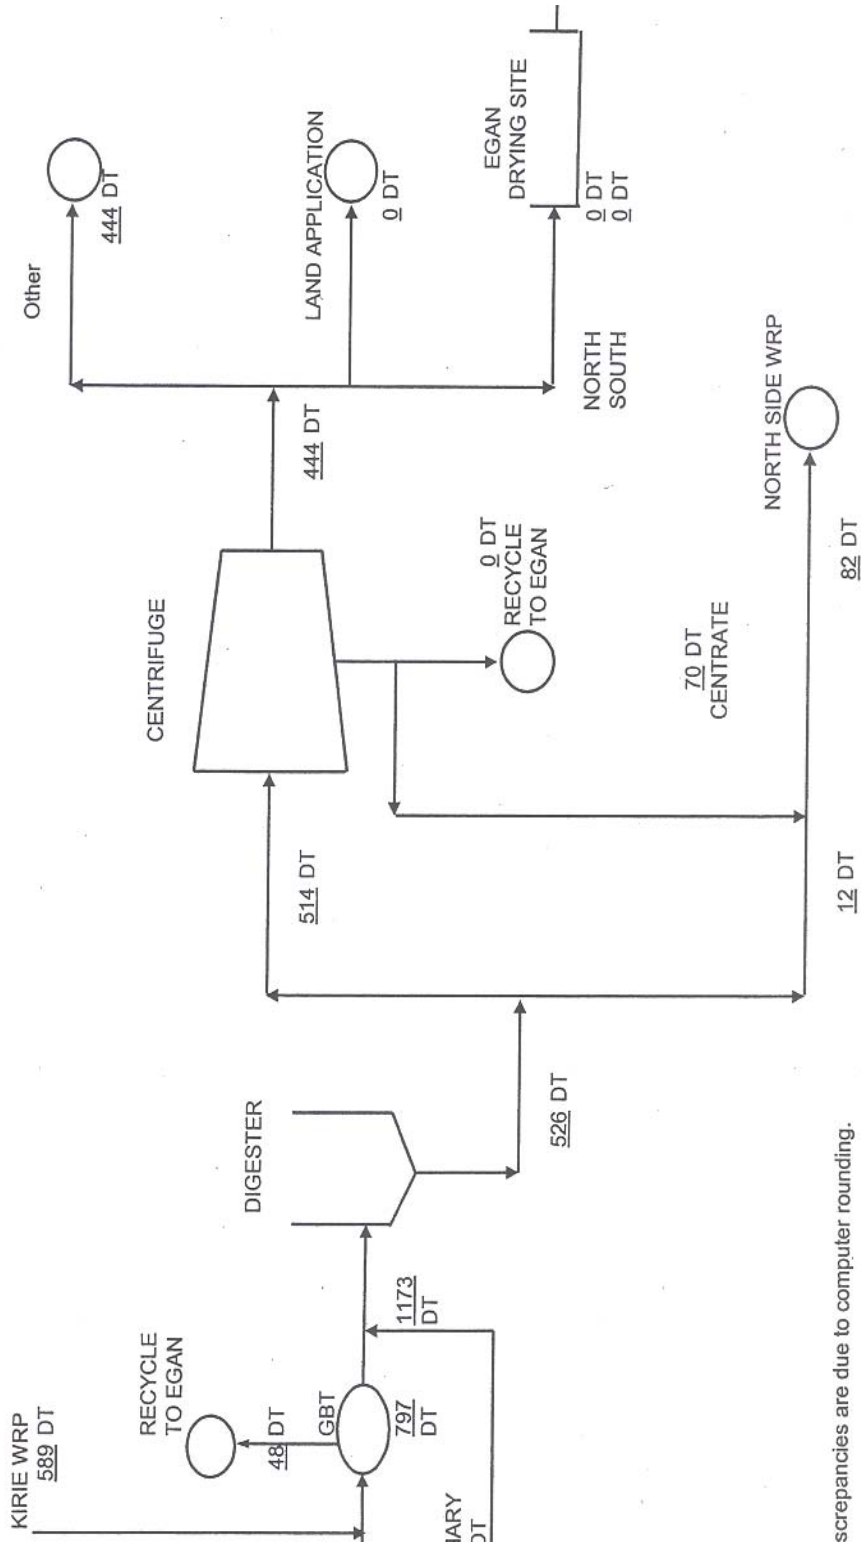 KIRIE WRP
589 DT
RECYCLE
TO EGAN
48 DT
GBT
797
DT
1173
DT
DIGESTER
526 DT
514 DT
12 DT
CENTRIFUGE
0 DT
RECYCLE
TO EGAN
70 DT
CENTRATE
82 DT
NORTH SIDE WRP
444 DT
NORTH
SOUTH
Other
444 DT
LAND APPLICATION
0 DT
EGAN
DRYING SITE
0 DT
0 DT
screpancies are due to computer rounding.